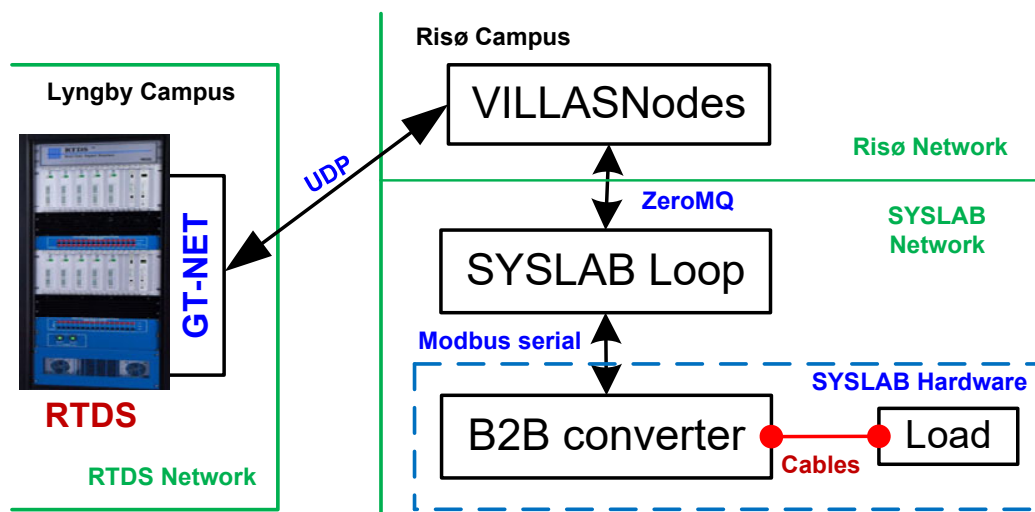 Lyngby Campus
RTDS
GT-NET
RTDS
RTDS Network
UDP
Risø Campus
VILLASNodes
Risø Network
ZeroMQ
SYSLAB
Network
SYSLAB Loop
Modbus serial
SYSLAB Hardware
B2B converter
Cables
Load